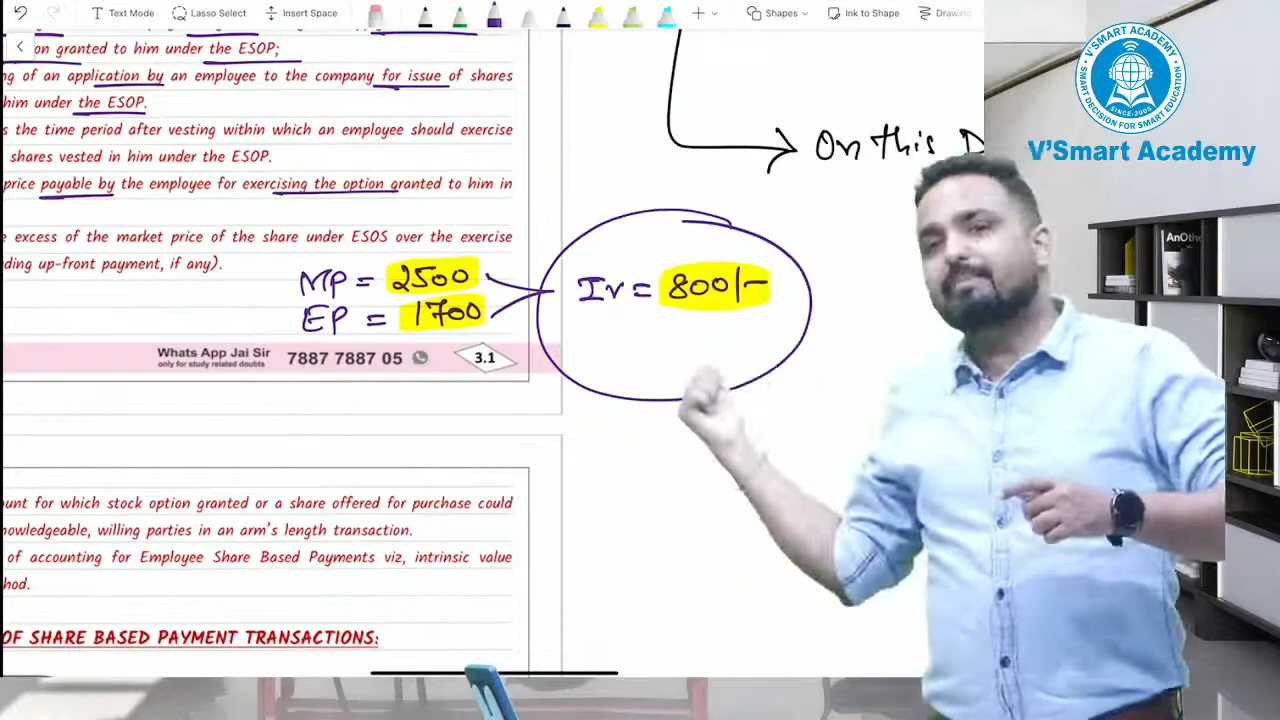 Text Mode Lasso Select Insert Space Shapes Ink to Shape Drawing
on granted to him under the ESOP;
ng of an application by an employee to the company for issue of shares
him under the ESOP.
s the time period after vesting within which an employee should exercise
shares vested in him under the ESOP.
price payable by the employee for exercising the option granted to him in
e excess of the market price of the share under ESOS over the exercise
ding up-front payment, if any).
MP = 2500
EP = 1700
Iv = 800/-
On this D
Whats App Jai Sir
only for study related doubts
7887 7887 05
3.1
unt for which stock option granted or a share offered for purchase could
nowledgeable, willing parties in an arm's length transaction.
of accounting for Employee Share Based Payments viz, intrinsic value
hod.
OF SHARE BASED PAYMENT TRANSACTIONS:
V'SMART ACADEMY
SMART DECISION FOR SMART EDUCATION
SINCE-2005
V'Smart Academy
AnOthe